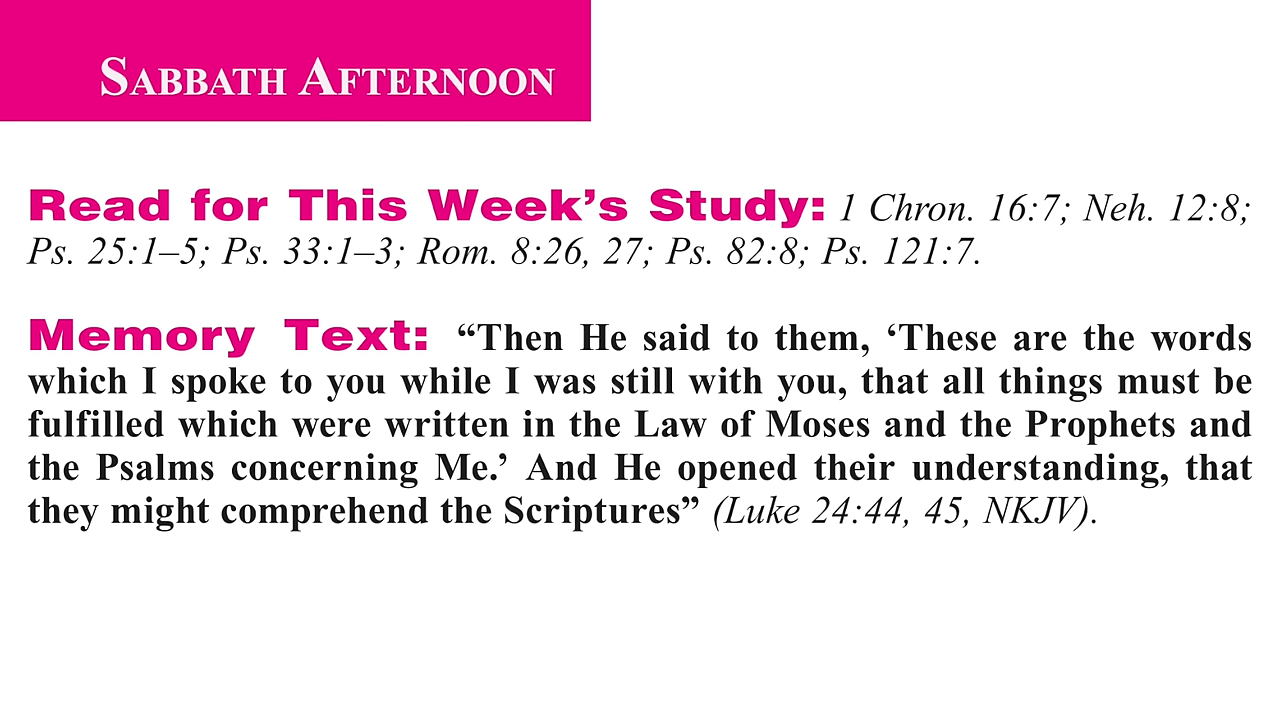 SABBATH AFTERNOON
Read for This Week’s Study: 1 Chron. 16:7; Neh. 12:8;
Ps. 25:1–5; Ps. 33:1–3; Rom. 8:26, 27; Ps. 82:8; Ps. 121:7.
Memory Text: “Then He said to them, ‘These are the words
which I spoke to you while I was still with you, that all things must be
fulfilled which were written in the Law of Moses and the Prophets and
the Psalms concerning Me.’ And He opened their understanding, that
they might comprehend the Scriptures” (Luke 24:44, 45, NKJV).